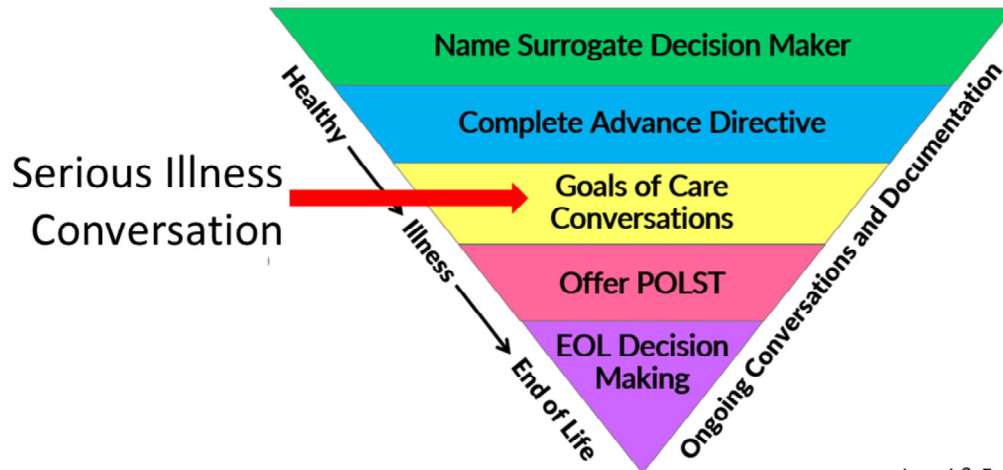 Name Surrogate Decision Maker
Complete Advance Directive
Serious Illness
Conversation
Goals of Care
Conversations
Offer POLST
EOL Decision
Making
Healthy
Illness
End of Life
Ongoing Conversations and Documentation